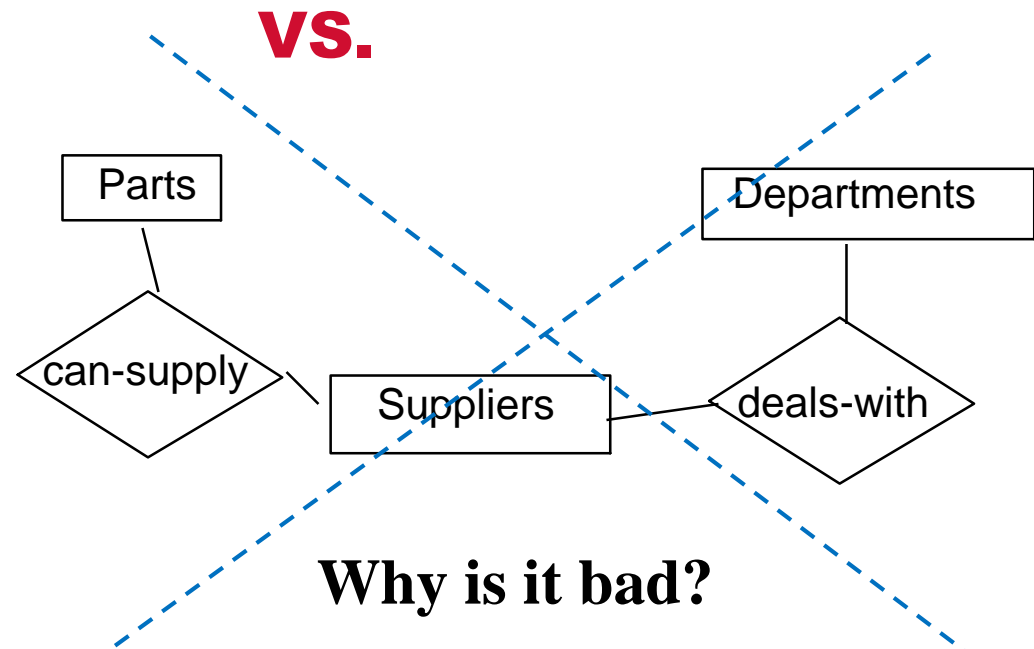 vs.
Parts
Departments
can-supply
Suppliers
deals-with
Why is it bad?